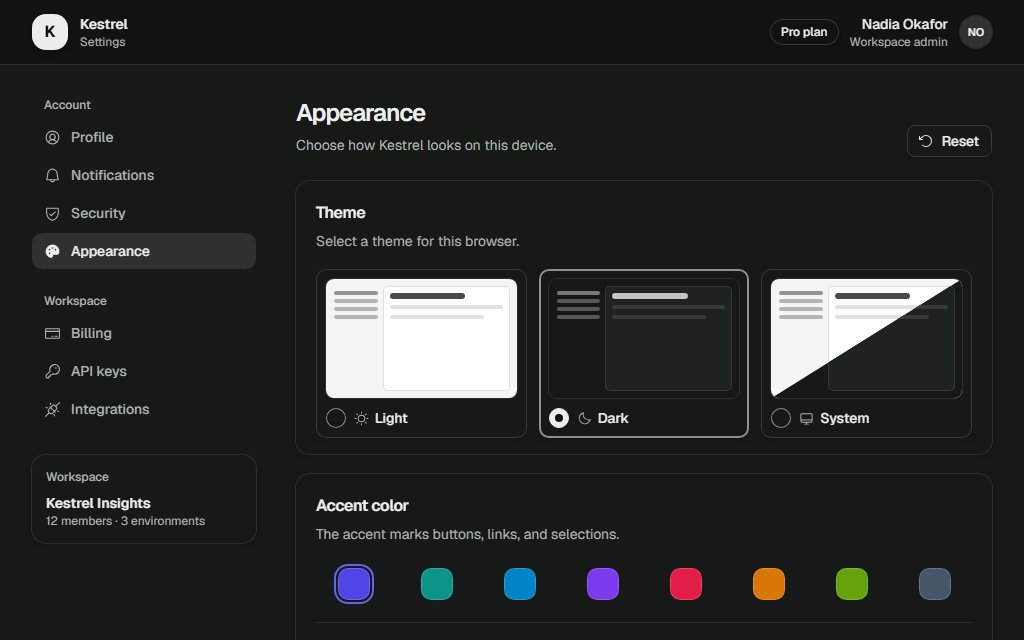 K
Kestrel
Settings
Pro plan
Nadia Okafor
Workspace admin
NO
Account
Profile
Notifications
Security
Appearance
Workspace
Billing
API keys
Integrations
Workspace
Kestrel Insights
12 members · 3 environments
Appearance
Choose how Kestrel looks on this device.
Reset
Theme
Select a theme for this browser.
Light
Dark
System
Accent color
The accent marks buttons, links, and selections.